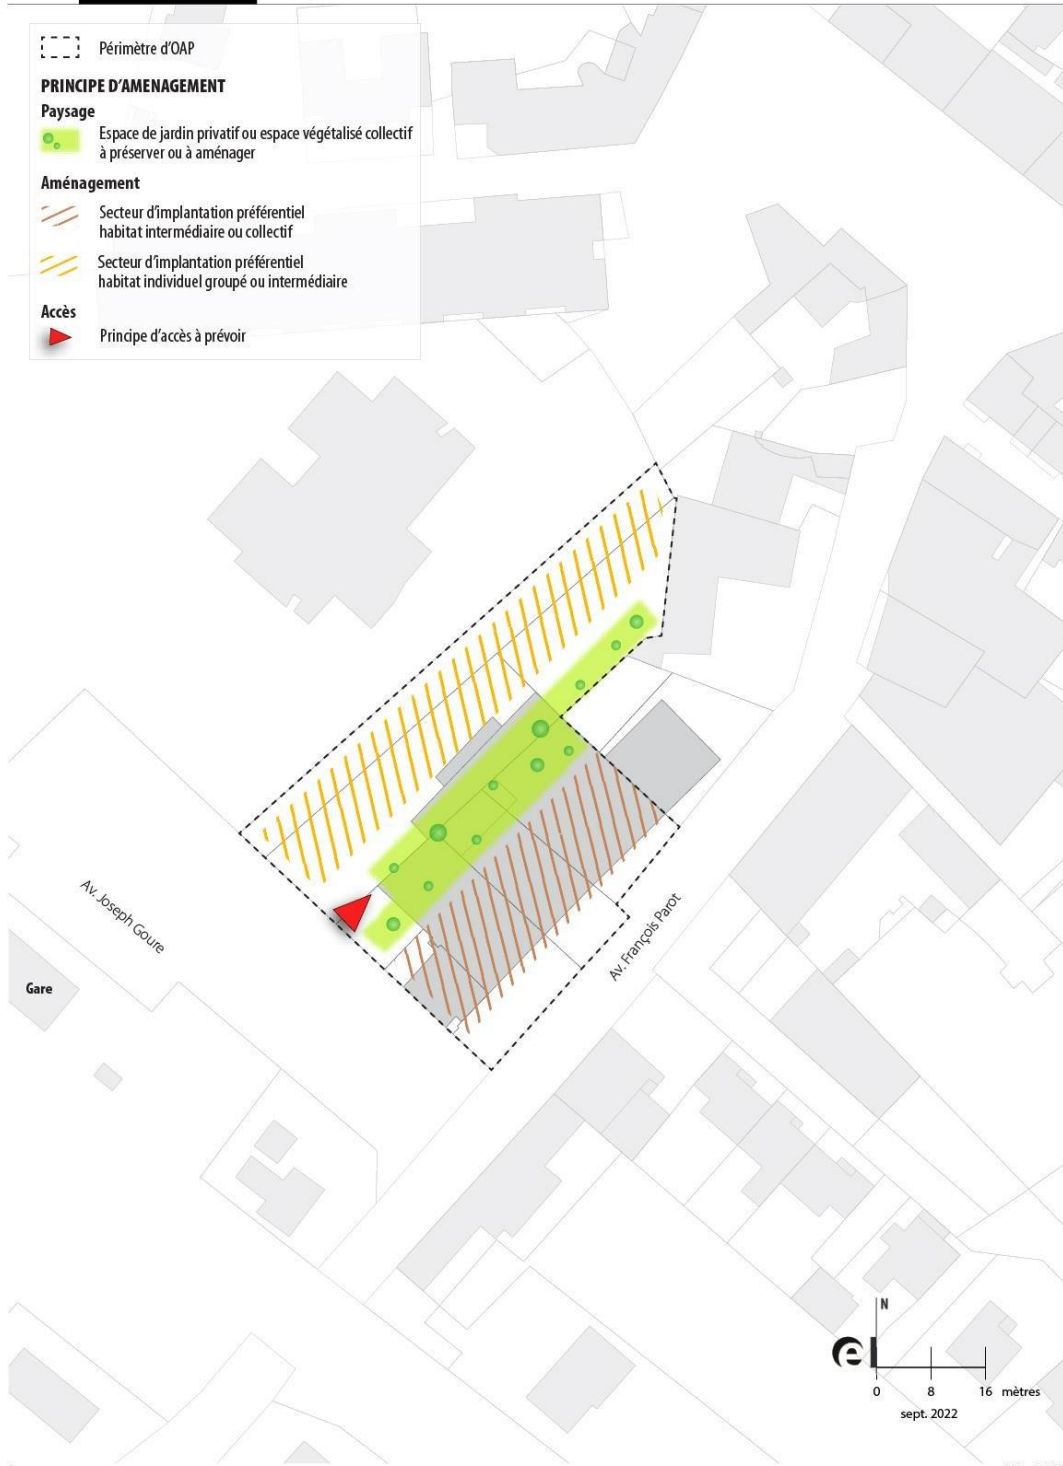 Périmètre d'OAP
PRINCIPE D'AMENAGEMENT
Paysage
Espace de jardin privatif ou espace végétalisé collectif
à préserver ou à aménager
Aménagement
Secteur d'implantation préférentiel
habitat intermédiaire ou collectif
Secteur d'implantation préférentiel
habitat individuel groupé ou intermédiaire
Accès
Principe d'accès à prévoir
Av. Joseph Goure
Av. François Parot
Gare
N
0 8 16 mètres
sept. 2022